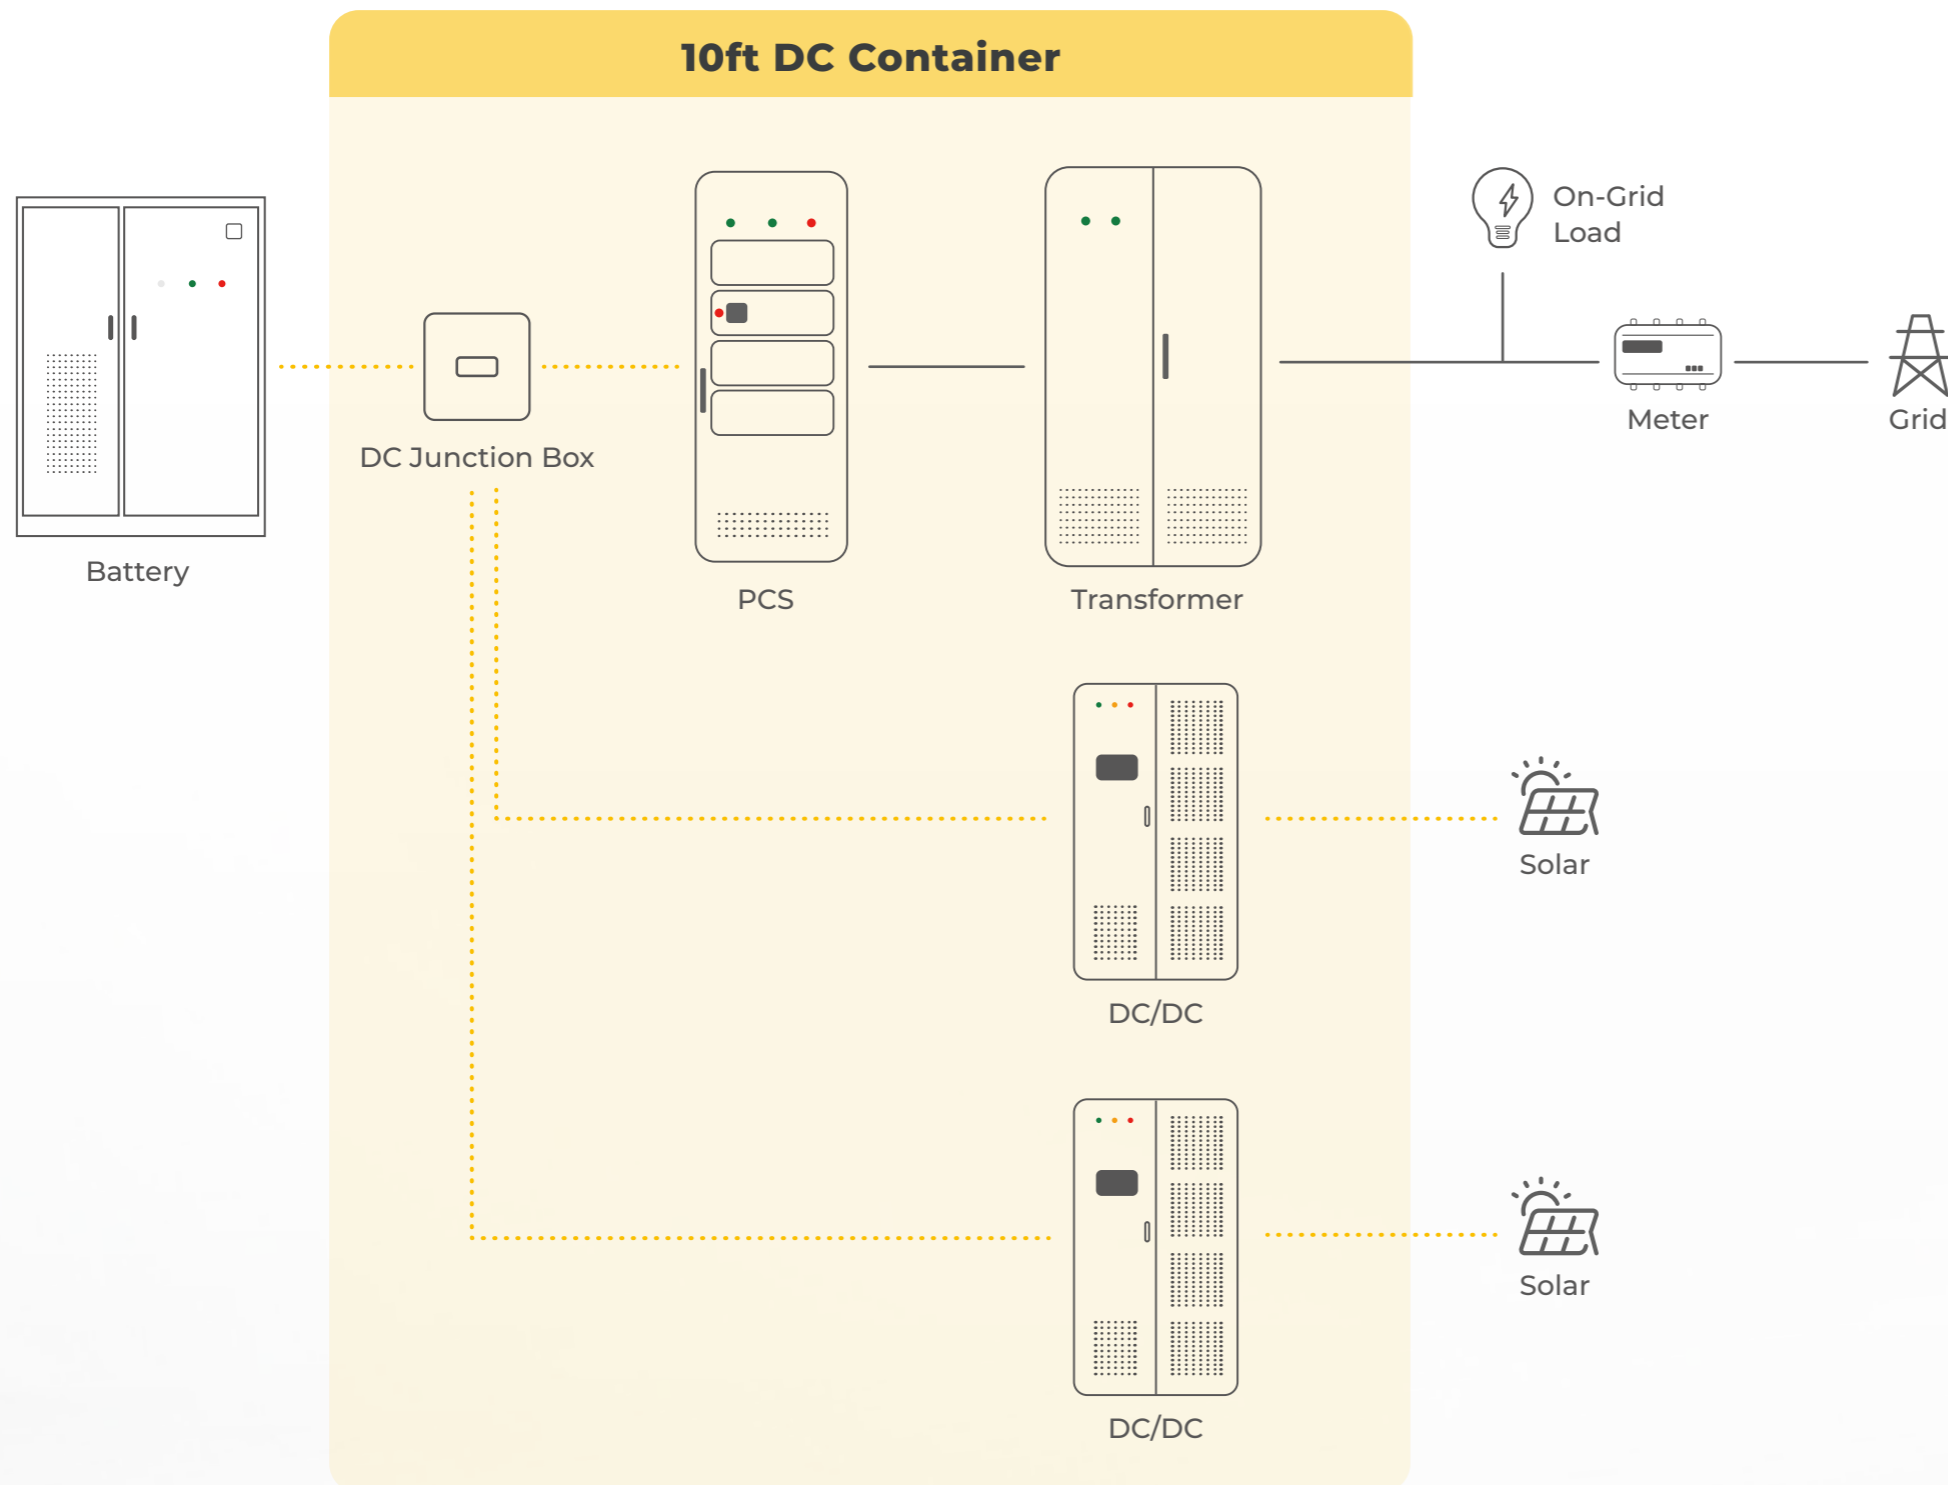 10ft DC Container
On-Grid
Load
Meter
Grid
DC Junction Box
Battery
PCS
Transformer
Solar
DC/DC
Solar
DC/DC